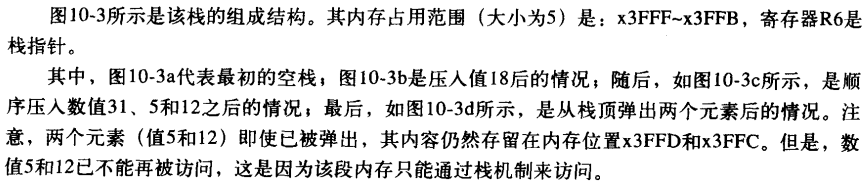 图10-3所示是该栈的组成结构。其内存占用范围（大小为5）是：x3FFF~x3FFB，寄存器R6是
栈指针。
其中，图10-3a代表最初的空栈；图10-3b是压入值18后的情况；随后，如图10-3c所示，是顺
序压入数值31、5和12之后的情况；最后，如图10-3d所示，是从栈顶弹出两个元素后的情况。注
意，两个元素（值5和12）即使已被弹出，其内容仍然存留在内存位置x3FFD和x3FFC。但是，数
值5和12已不能再被访问，这是因为该段内存只能通过栈机制来访问。